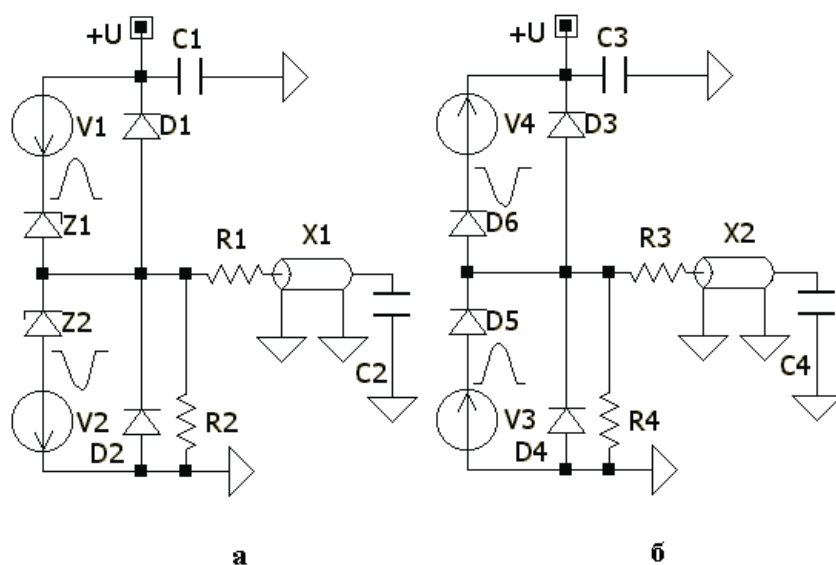 +U
C1
V1
D1
Z1
R1
X1
Z2
C2
V2
R2
D2
а
+U
C3
V4
D3
D6
R3
X2
D5
C4
V3
R4
D4
б